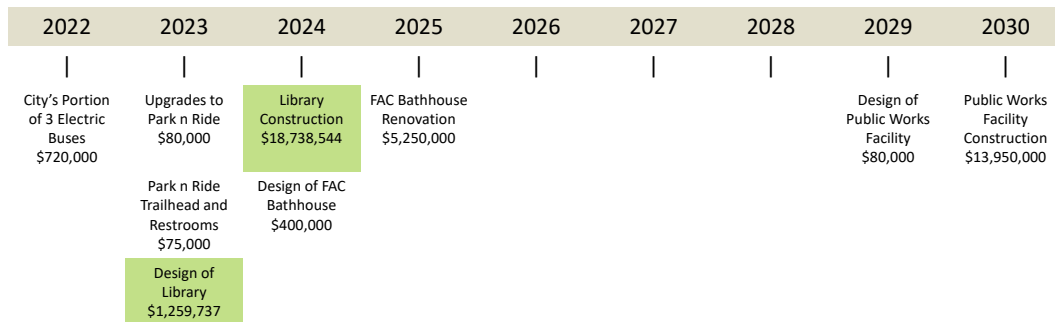 2022 2023 2024 2025 2026 2027 2028 2029 2030
City's Portion
of 3 Electric
Buses
$720,000
Upgrades to
Park n Ride
$80,000
Park n Ride
Trailhead and
Restrooms
$75,000
Design of
Library
$1,259,737
Library
Construction
$18,738,544
Design of FAC
Bathhouse
$400,000
FAC Bathhouse
Renovation
$5,250,000
Design of
Public Works
Facility
$80,000
Public Works
Facility
Construction
$13,950,000